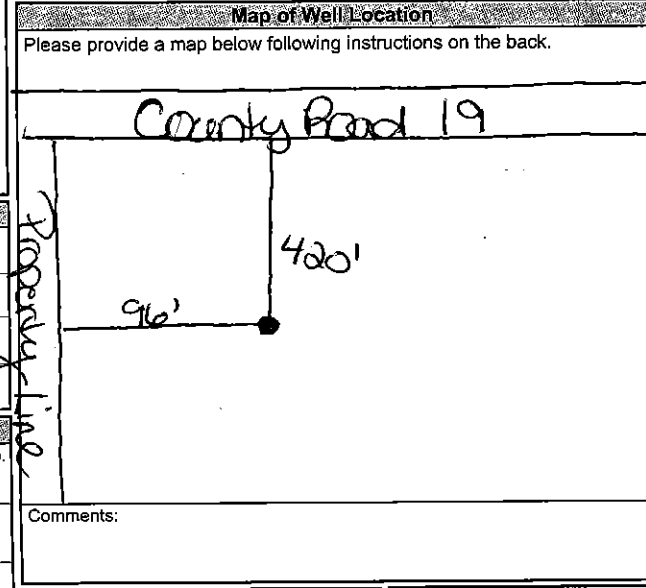 Map of Well Location
Please provide a map below following instructions on the back.
County Road 19
Property Line
420'
96'
Comments: